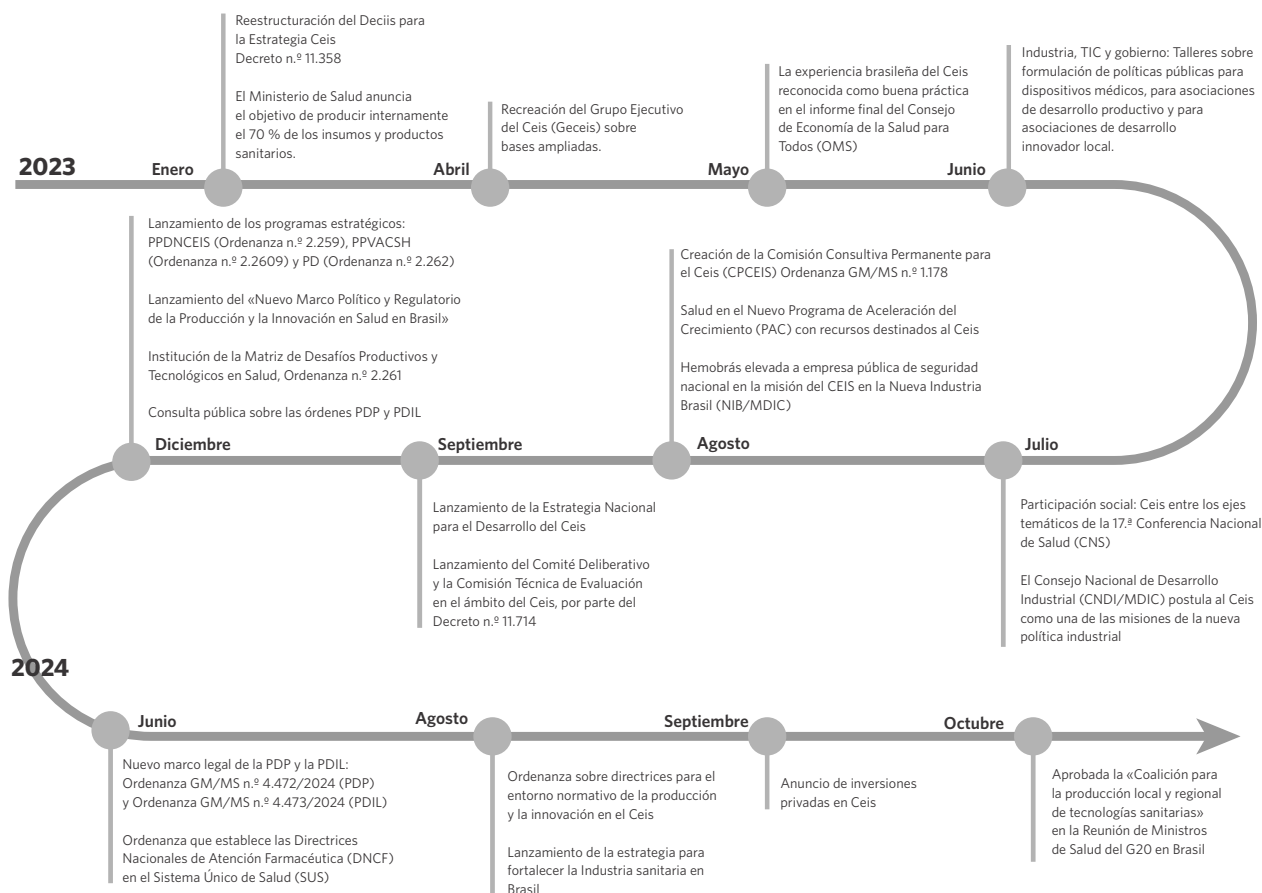 2023
Enero
Reestructuración del Deciis para
la Estrategia Ceis
Decreto n.º 11.358
El Ministerio de Salud anuncia
el objetivo de producir internamente
el 70 % de los insumos y productos
sanitarios.
Abril
Recreación del Grupo Ejecutivo
del Ceis (Geceis) sobre
bases ampliadas.
Mayo
La experiencia brasileña del Ceis
reconocida como buena práctica
en el informe final del Consejo
de Economía de la Salud para
Todos (OMS)
Junio
Industria, TIC y gobierno: Talleres sobre
formulación de políticas públicas para
dispositivos médicos, para asociaciones
de desarrollo productivo y para
asociaciones de desarrollo
innovador local.
Julio
Participación social: Ceis entre los ejes
temáticos de la 17.ª Conferencia Nacional
de Salud (CNS)
El Consejo Nacional de Desarrollo
Industrial (CNDI/MDIC) postula al Ceis
como una de las misiones de la nueva
política industrial
Agosto
Creación de la Comisión Consultiva Permanente para
el Ceis (CPCEIS) Ordenanza GM/MS n.º 1.178
Salud en el Nuevo Programa de Aceleración del
Crecimiento (PAC) con recursos destinados al Ceis
Hemobrás elevada a empresa pública de seguridad
nacional en la misión del CEIS en la Nueva Industria
Brasil (NIB/MDIC)
Septiembre
Lanzamiento de la Estrategia Nacional
para el Desarrollo del Ceis
Lanzamiento del Comité Deliberativo
y la Comisión Técnica de Evaluación
en el ámbito del Ceis, por parte del
Decreto n.º 11.714
Diciembre
Lanzamiento de los programas estratégicos:
PPDNCEIS (Ordenanza n.º 2.259), PPVACSH
(Ordenanza n.º 2.2609) y PD (Ordenanza n.º 2.262)
Lanzamiento del «Nuevo Marco Político y Regulatorio
de la Producción y la Innovación en Salud en Brasil»
Institución de la Matriz de Desafíos Productivos y
Tecnológicos en Salud, Ordenanza n.º 2.261
Consulta pública sobre las órdenes PDP y PDIL
2024
Junio
Nuevo marco legal de la PDP y la PDIL:
Ordenanza GM/MS n.º 4.472/2024 (PDP)
y Ordenanza GM/MS n.º 4.473/2024 (PDIL)
Ordenanza que establece las Directrices
Nacionales de Atención Farmacéutica (DNCF)
en el Sistema Único de Salud (SUS)
Agosto
Ordenanza sobre directrices para el
entorno normativo de la producción
y la innovación en el Ceis
Lanzamiento de la estrategia para
fortalecer la Industria sanitaria en
Brasil
Septiembre
Anuncio de inversiones
privadas en Ceis
Octubre
Aprobada la «Coalición para
la producción local y regional
de tecnologías sanitarias»
en la Reunión de Ministros
de Salud del G20 en Brasil